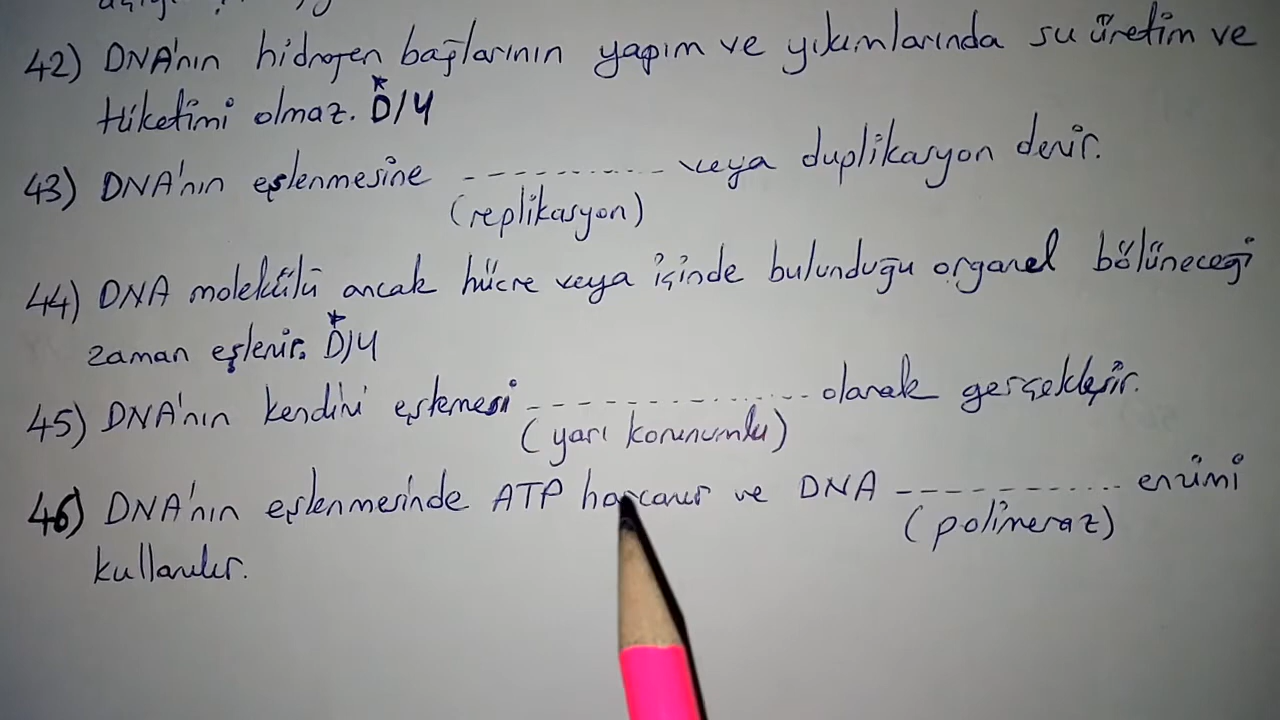 42) DNA'nın hidrojen bağlarının yapım ve yıkımlarında su üretim ve
tüketimi olmaz. D/Y
43) DNA'nın eşlenmesine ---------- veya duplikasyon denir.
(replikasyon)
44) DNA molekülü ancak hücre veya içinde bulunduğu organel bölüneceği
zaman eşlenir. D/Y
45) DNA'nın kendini eşlemesi ------------- olarak gerçekleşir.
(yarı korunumlu)
46) DNA'nın eşlenmesinde ATP harcanır ve DNA ----------- enzimi
(polimeraz)
kullanılır.